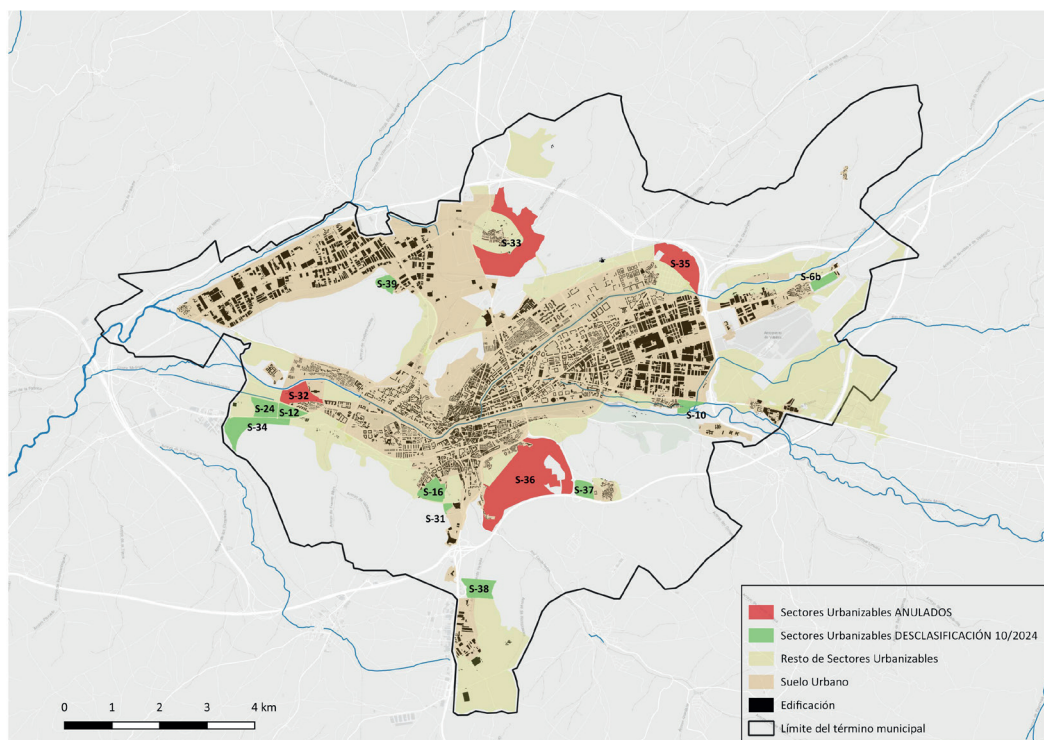 S-33
S-35
S-6b
S-39
S-32
S-24
S-12
S-34
S-10
S-36
S-16
S-37
S-31
S-38
Sectores Urbanizables ANULADOS
Sectores Urbanizables DESCLASIFICACIÓN 10/2024
Resto de Sectores Urbanizables
Suelo Urbano
Edificación
Límite del término municipal
0 1 2 3 4 km